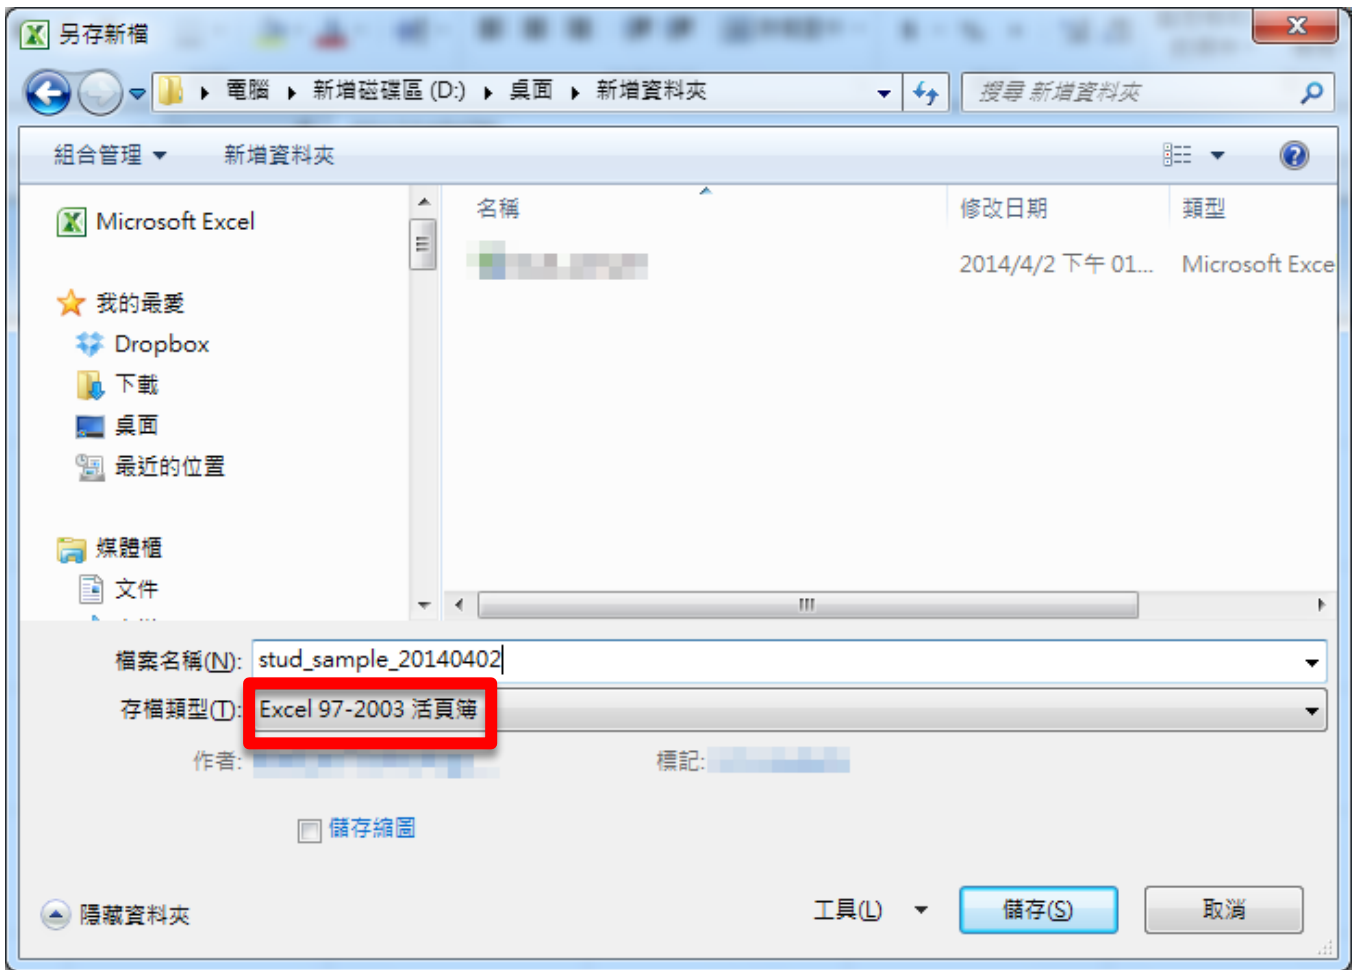 另存新檔
電腦 新增磁碟區 (D:) 桌面 新增資料夾
搜尋 新增資料夾
組合管理 新增資料夾
Microsoft Excel
名稱 修改日期 類型
2014/4/2 下午 01... Microsoft Exce
我的最愛
Dropbox
下載
桌面
最近的位置
媒體櫃
文件
檔案名稱(N): stud_sample_20140402
存檔類型(T): Excel 97-2003 活頁簿
作者: 標記:
儲存縮圖
隱藏資料夾 工具(L) 儲存(S) 取消